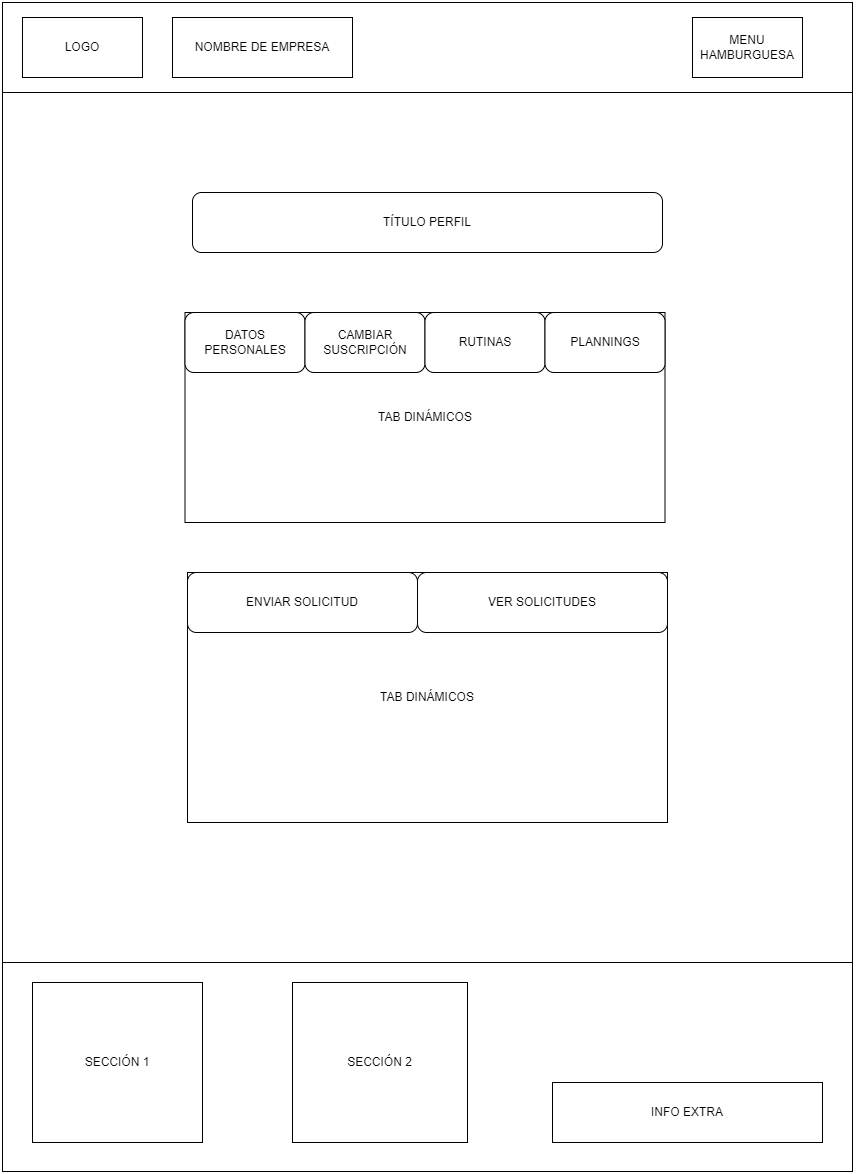 LOGO
NOMBRE DE EMPRESA
MENU
HAMBURGUESA
TÍTULO PERFIL
DATOS
PERSONALES
CAMBIAR
SUSCRIPCIÓN
RUTINAS
PLANNINGS
TAB DINÁMICOS
ENVIAR SOLICITUD
VER SOLICITUDES
TAB DINÁMICOS
SECCIÓN 1
SECCIÓN 2
INFO EXTRA